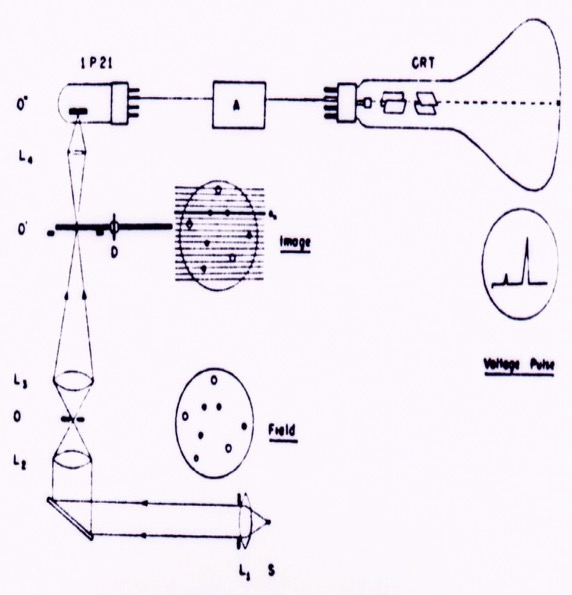 1P21
CRT
O"
A
L4
O'
D
Image
L3
O
Field
L2
Voltage Pulse
L1 S